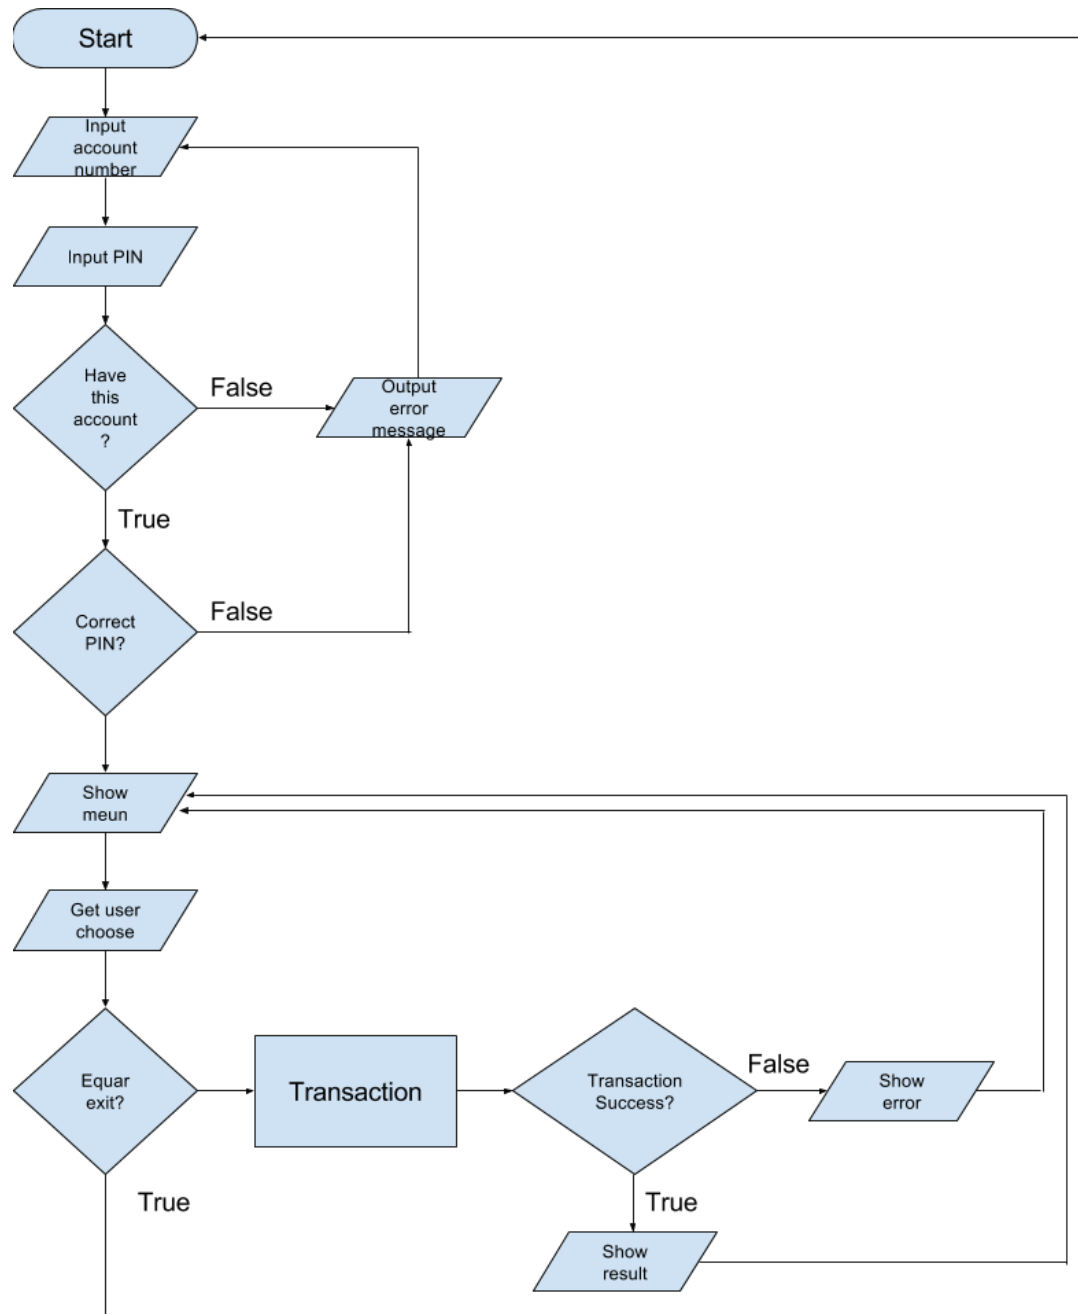 Start
Input
account
number
Input PIN
Have
this
account
?
False
Output
error
message
True
Correct
PIN?
False
Show
meun
Get user
choose
Equar
exit?
Transaction
Transaction
Success?
False
Show
error
True
True
Show
result